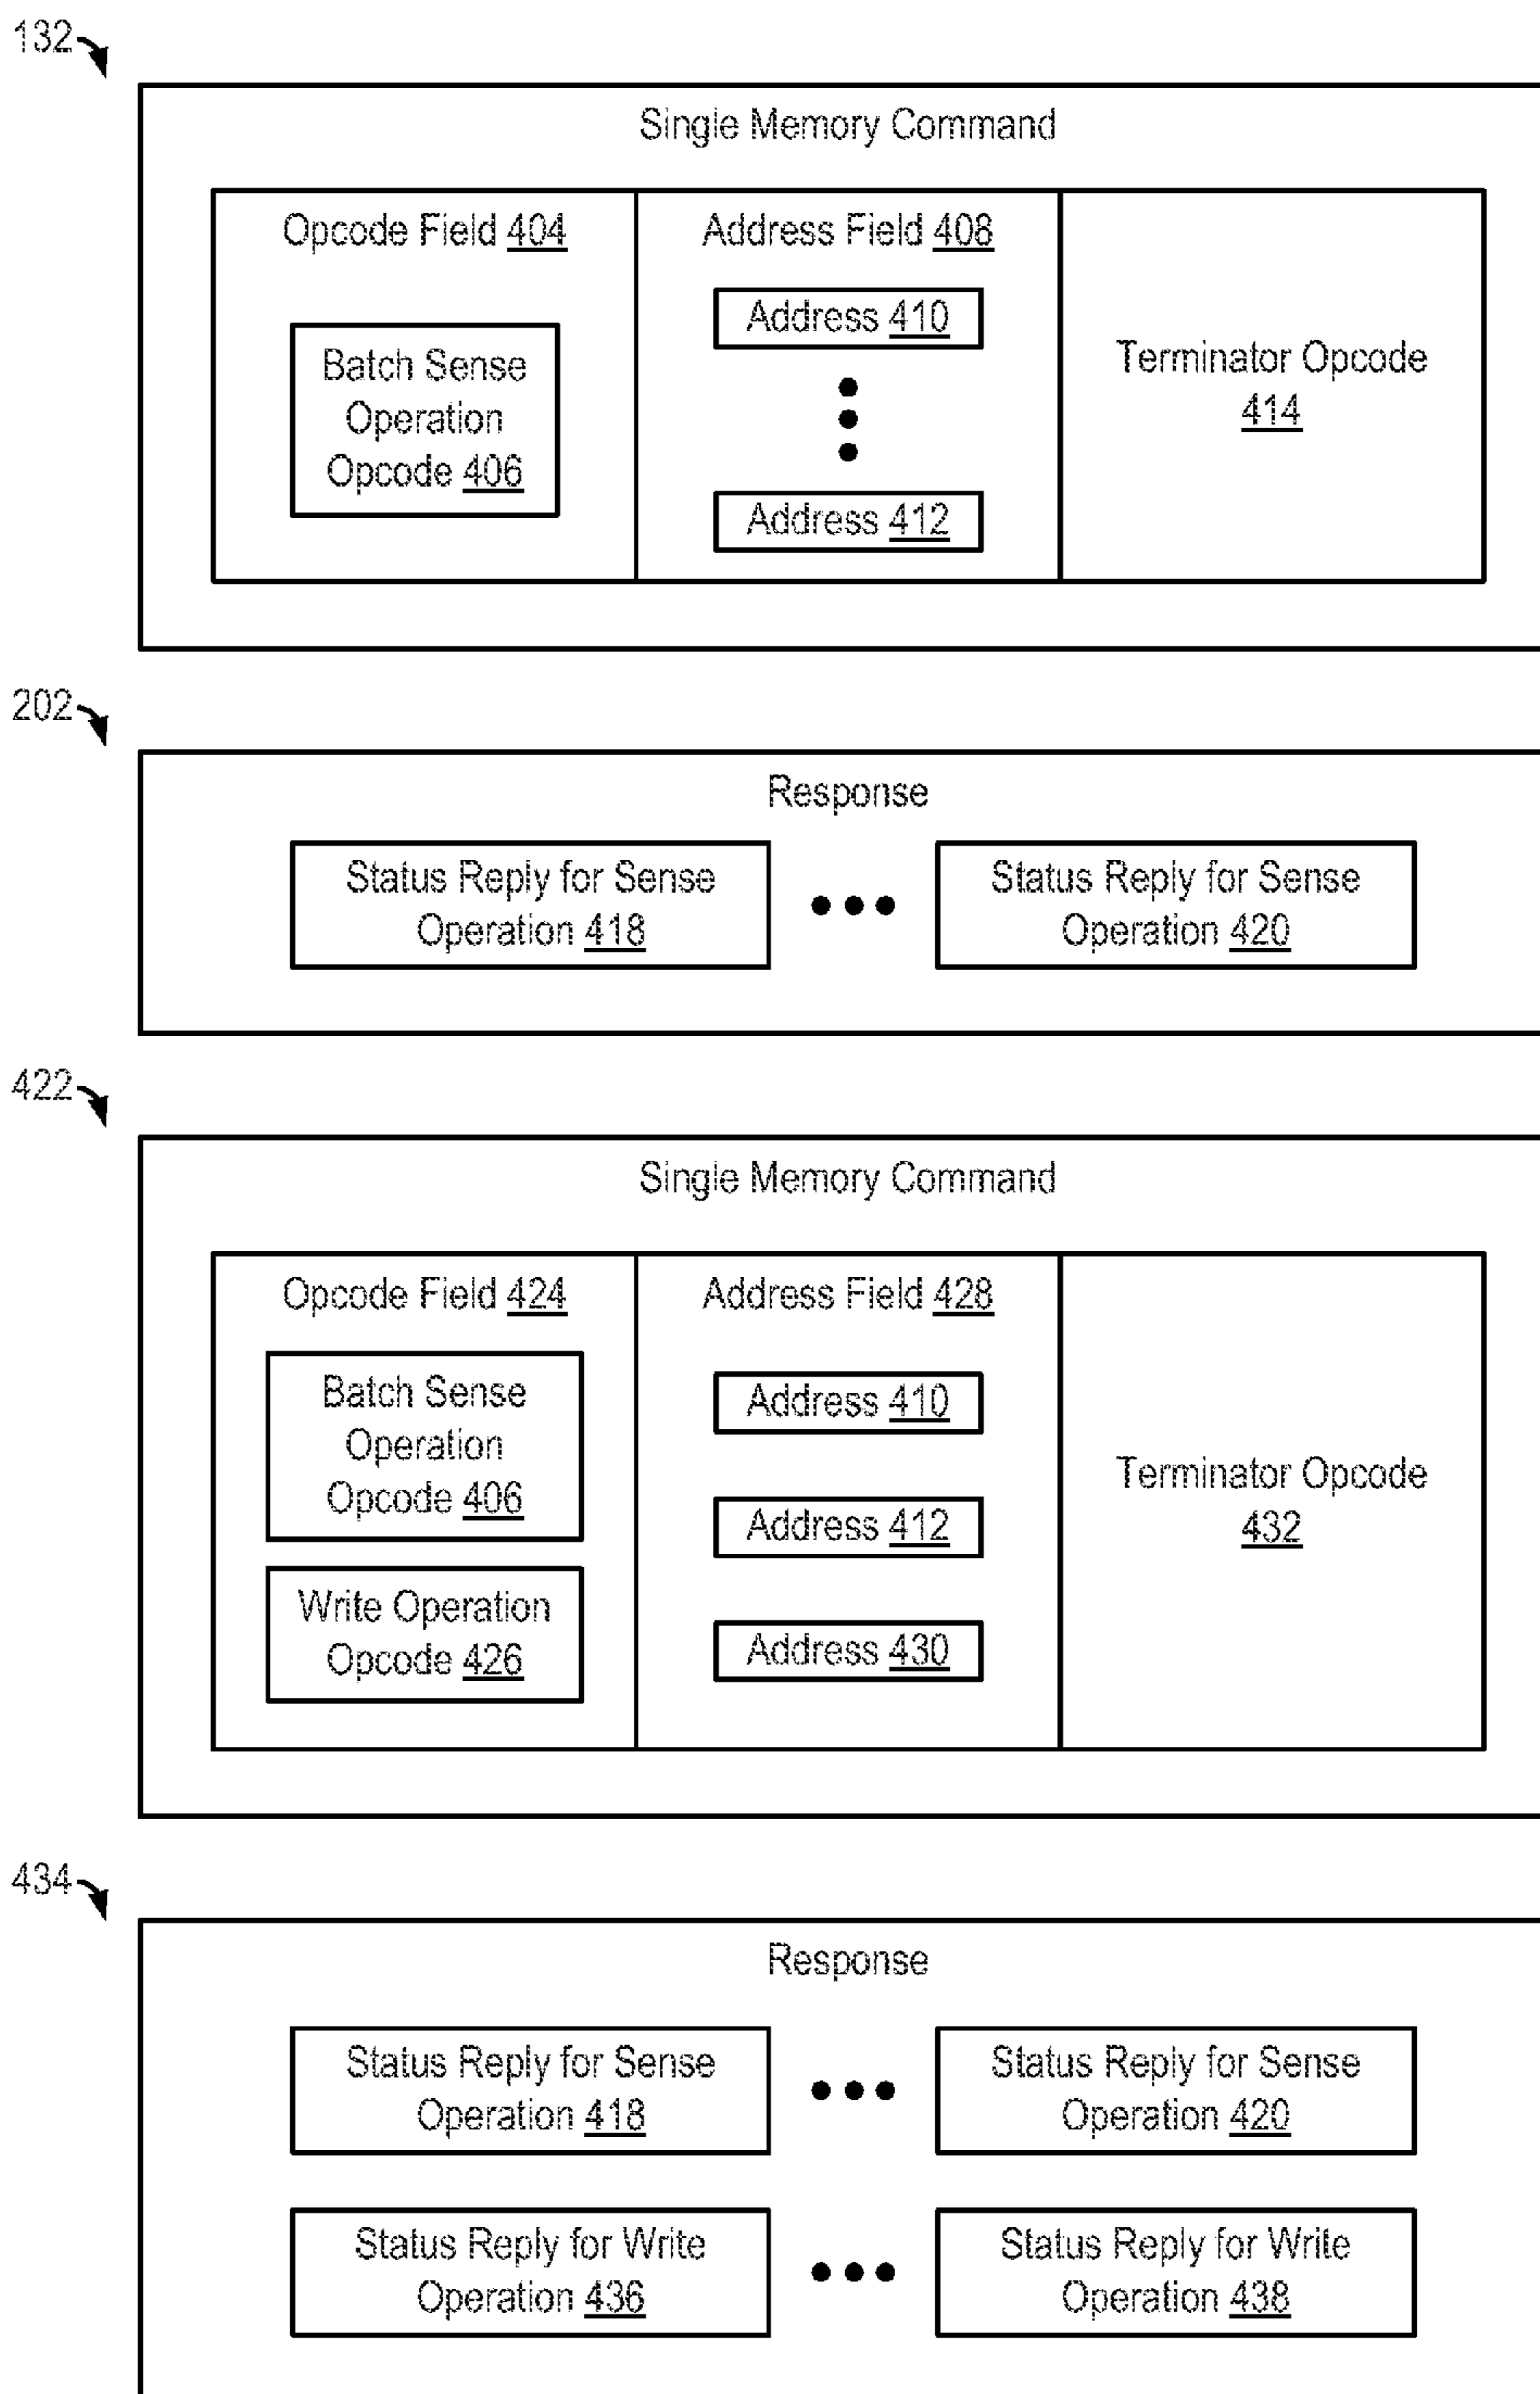 132
Single Memory Command
Opcode Field 404
Batch Sense
Operation
Opcode 406
Address Field 408
Address 410
Address 412
Terminator Opcode
414
202
Response
Status Reply for Sense
Operation 418
Status Reply for Sense
Operation 420
422
Single Memory Command
Opcode Field 424
Batch Sense
Operation
Opcode 406
Write Operation
Opcode 426
Address Field 428
Address 410
Address 412
Address 430
Terminator Opcode
432
434
Response
Status Reply for Sense
Operation 418
Status Reply for Sense
Operation 420
Status Reply for Write
Operation 436
Status Reply for Write
Operation 438